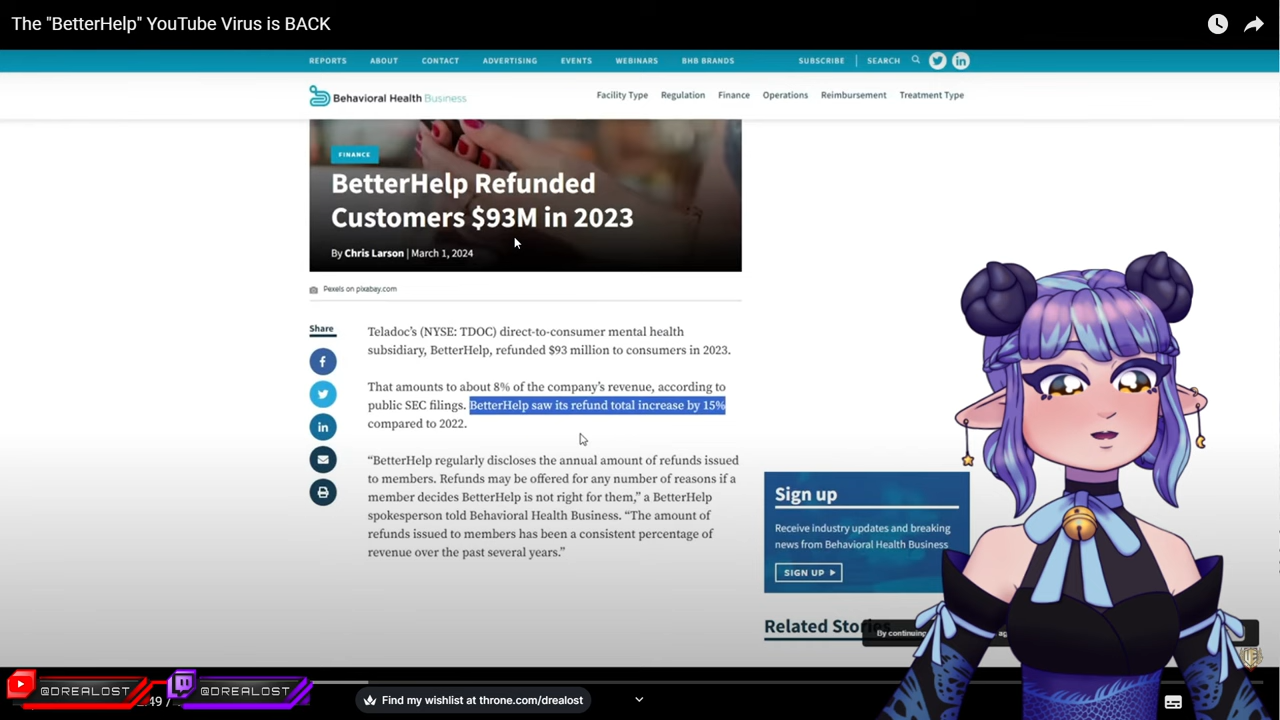 The "BetterHelp" YouTube Virus is BACK
REPORTS ABOUT CONTACT ADVERTISING EVENTS WEBINARS BHB BRANDS SUBSCRIBE | SEARCH
Behavioral Health Business
Facility Type Regulation Finance Operations Reimbursement Treatment Type
FINANCE
BetterHelp Refunded
Customers $93M in 2023
By Chris Larson | March 1, 2024
Pexels on pixabay.com
Share
Teladoc's (NYSE: TDOC) direct-to-consumer mental health
subsidiary, BetterHelp, refunded $93 million to consumers in 2023.
That amounts to about 8% of the company's revenue, according to
public SEC filings. BetterHelp saw its refund total increase by 15%
compared to 2022.
“BetterHelp regularly discloses the annual amount of refunds issued
to members. Refunds may be offered for any number of reasons if a
member decides BetterHelp is not right for them,” a BetterHelp
spokesperson told Behavioral Health Business. “The amount of
refunds issued to members has been a consistent percentage of
revenue over the past several years.”
Sign up
Receive industry updates and breaking
news from Behavioral Health Business
SIGN UP
Related Stories
By continuing
@DREALOST
@DREALOST
:49 /
Find my wishlist at throne.com/drealost